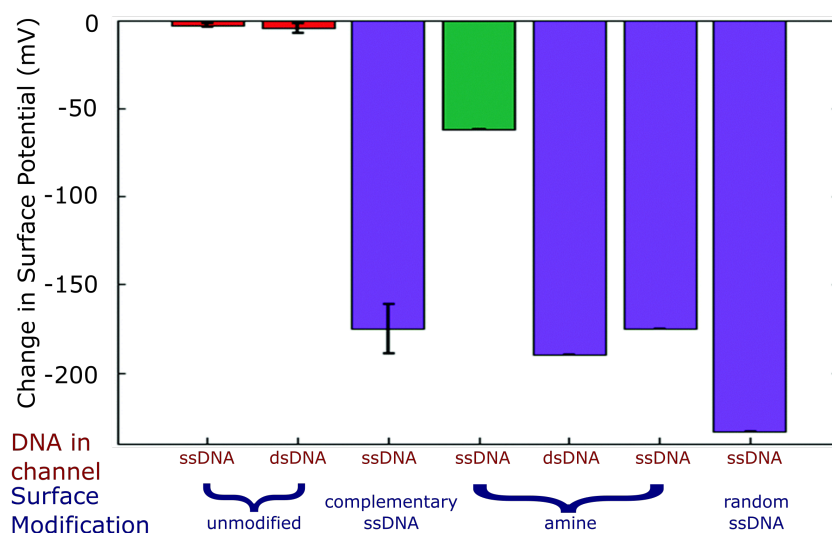 Change in Surface Potential (mV)
0
-50
-100
-150
-200
DNA in
channel
ssDNA dsDNA ssDNA ssDNA dsDNA ssDNA ssDNA
Surface
Modification
unmodified
complementary
ssDNA
amine
random
ssDNA